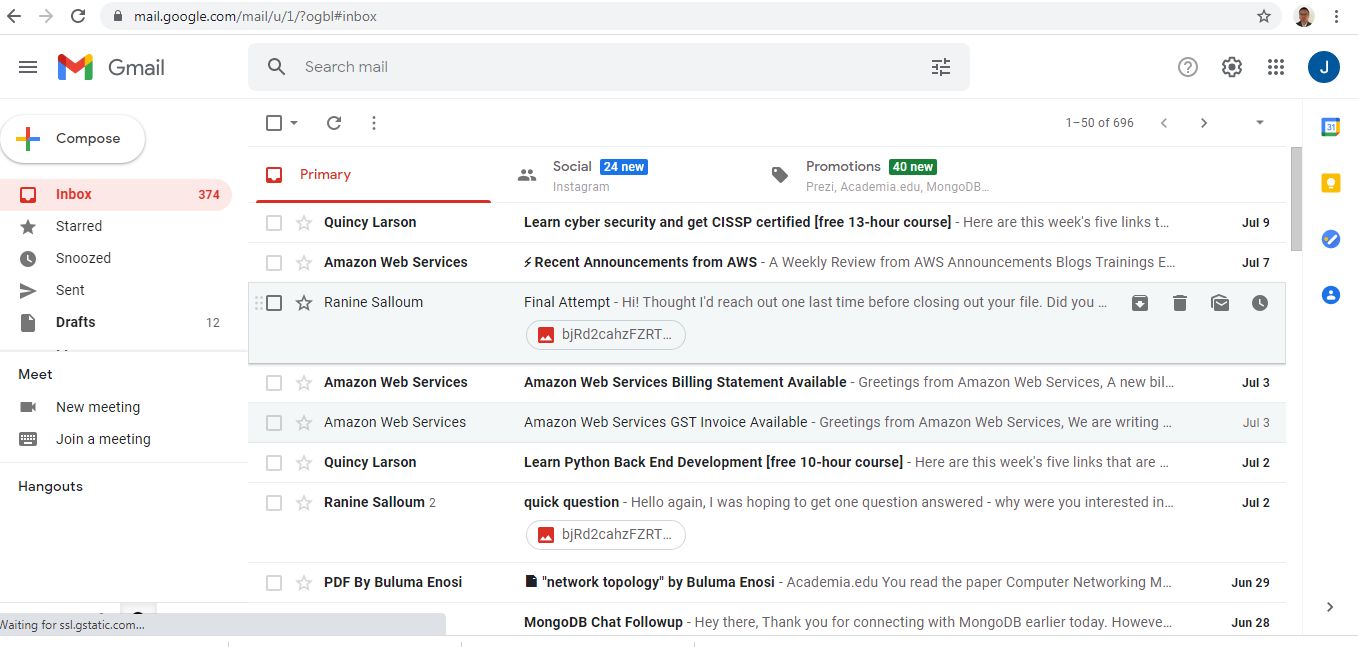 mail.google.com/mail/u/1/?ogbl#inbox
Gmail
Search mail
J
Compose
1–50 of 696
31
Inbox 374
Starred
Snoozed
Sent
Drafts 12
Meet
New meeting
Join a meeting
Hangouts
Primary
Social 24 new
Instagram
Promotions 40 new
Prezi, Academia.edu, MongoDB…
Quincy Larson Learn cyber security and get CISSP certified [free 13-hour course] - Here are this week's five links t… Jul 9
Amazon Web Services ⚡Recent Announcements from AWS - A Weekly Review from AWS Announcements Blogs Trainings E… Jul 7
Ranine Salloum Final Attempt - Hi! Thought I'd reach out one last time before closing out your file. Did you …
bjRd2cahzFZRT…
Amazon Web Services Amazon Web Services Billing Statement Available - Greetings from Amazon Web Services, A new bil… Jul 3
Amazon Web Services Amazon Web Services GST Invoice Available - Greetings from Amazon Web Services, We are writing … Jul 3
Quincy Larson Learn Python Back End Development [free 10-hour course] - Here are this week's five links that are … Jul 2
Ranine Salloum 2 quick question - Hello again, I was hoping to get one question answered - why were you interested in… Jul 2
bjRd2cahzFZRT…
PDF By Buluma Enosi "network topology" by Buluma Enosi - Academia.edu You read the paper Computer Networking M… Jun 29
MongoDB Chat Followup - Hey there, Thank you for connecting with MongoDB earlier today. Howeve… Jun 28
Waiting for ssl.gstatic.com...